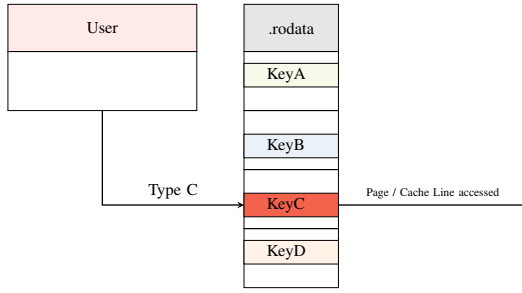 User
.rodata
KeyA
KeyB
Type C
KeyC
Page / Cache Line accessed
KeyD